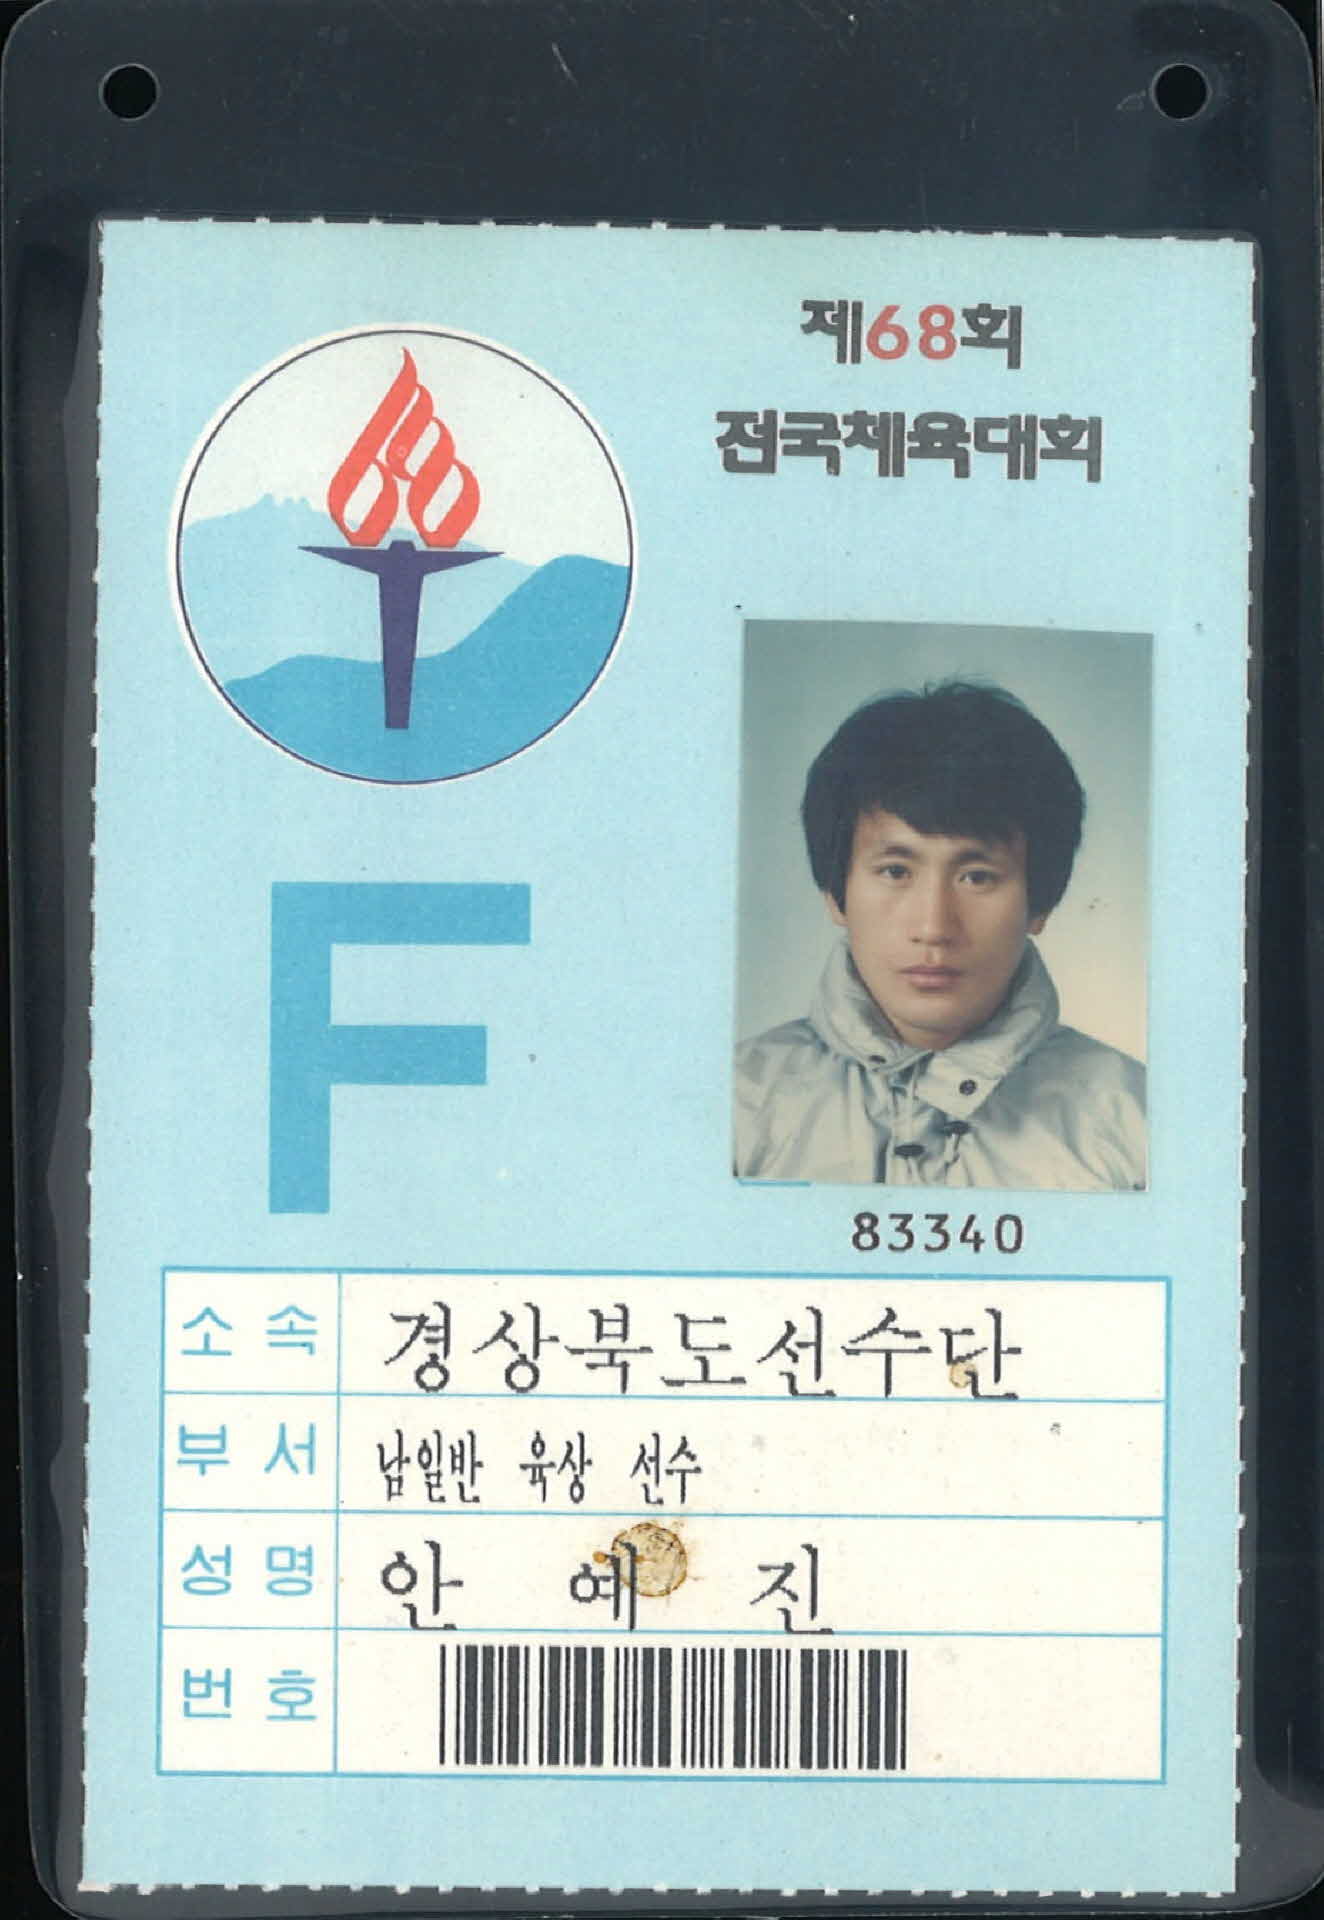 제68회
전국체육대회
F
83340
소속 경상북도선수단
부서 남일반 육상 선수
성명 안예진
번호